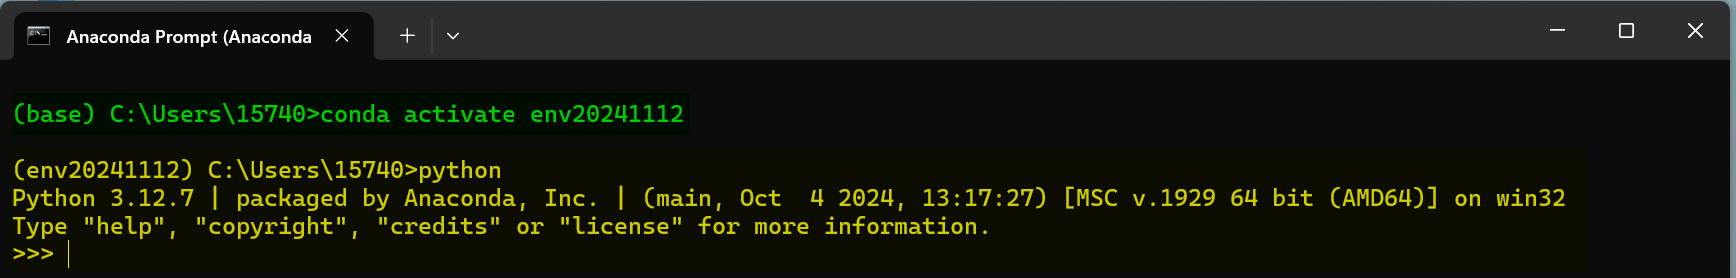 Anaconda Prompt (Anaconda
(base) C:\Users\15740>conda activate env20241112
(env20241112) C:\Users\15740>python
Python 3.12.7 | packaged by Anaconda, Inc. | (main, Oct  4 2024, 13:17:27) [MSC v.1929 64 bit (AMD64)] on win32
Type "help", "copyright", "credits" or "license" for more information.
>>>